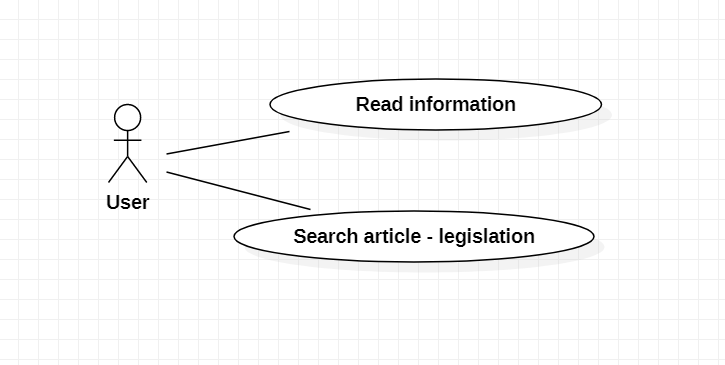 Read information
User
Search article - legislation